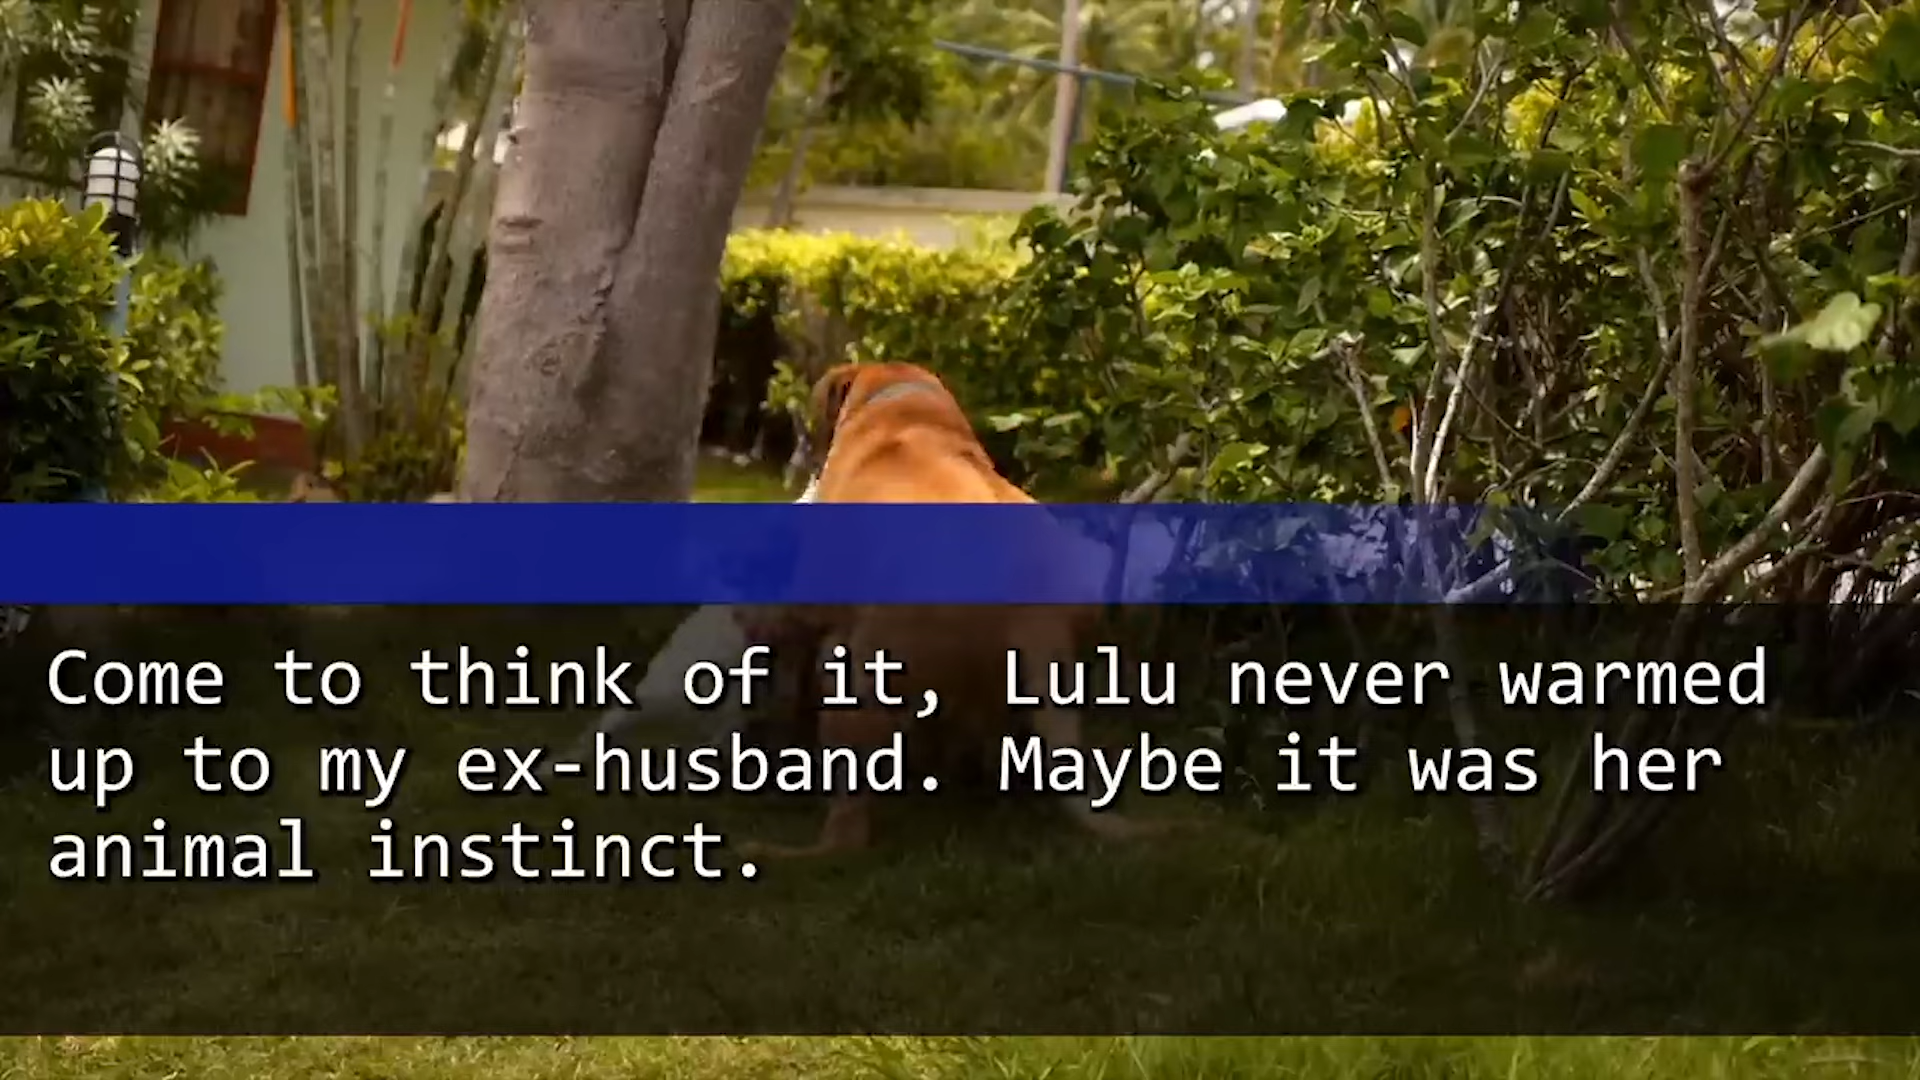 Come to think of it, Lulu never warmed
up to my ex-husband. Maybe it was her
animal instinct.